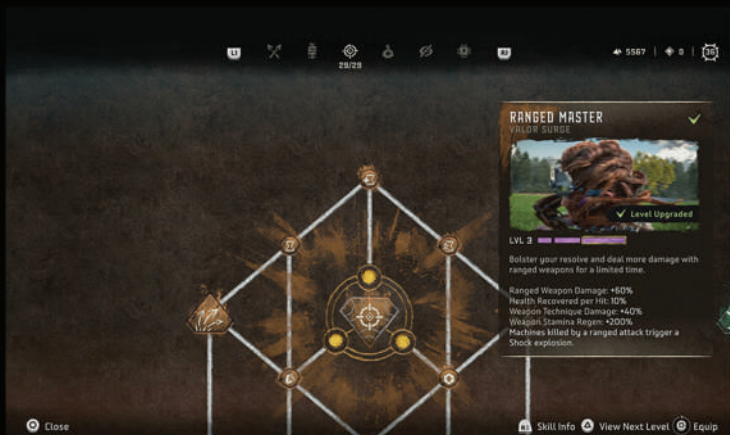 L1
R1
29/29
5567 | 0 | 36
RANGED MASTER
VALOR SURGE
Level Upgraded
LVL 3
Bolster your resolve and deal more damage with
ranged weapons for a limited time.
Ranged Weapon Damage: +60%
Health Recovered per Hit: 10%
Weapon Technique Damage: +40%
Weapon Stamina Regen: +200%
Machines killed by a ranged attack trigger a
Shock explosion.
Close
Skill Info
View Next Level
Equip